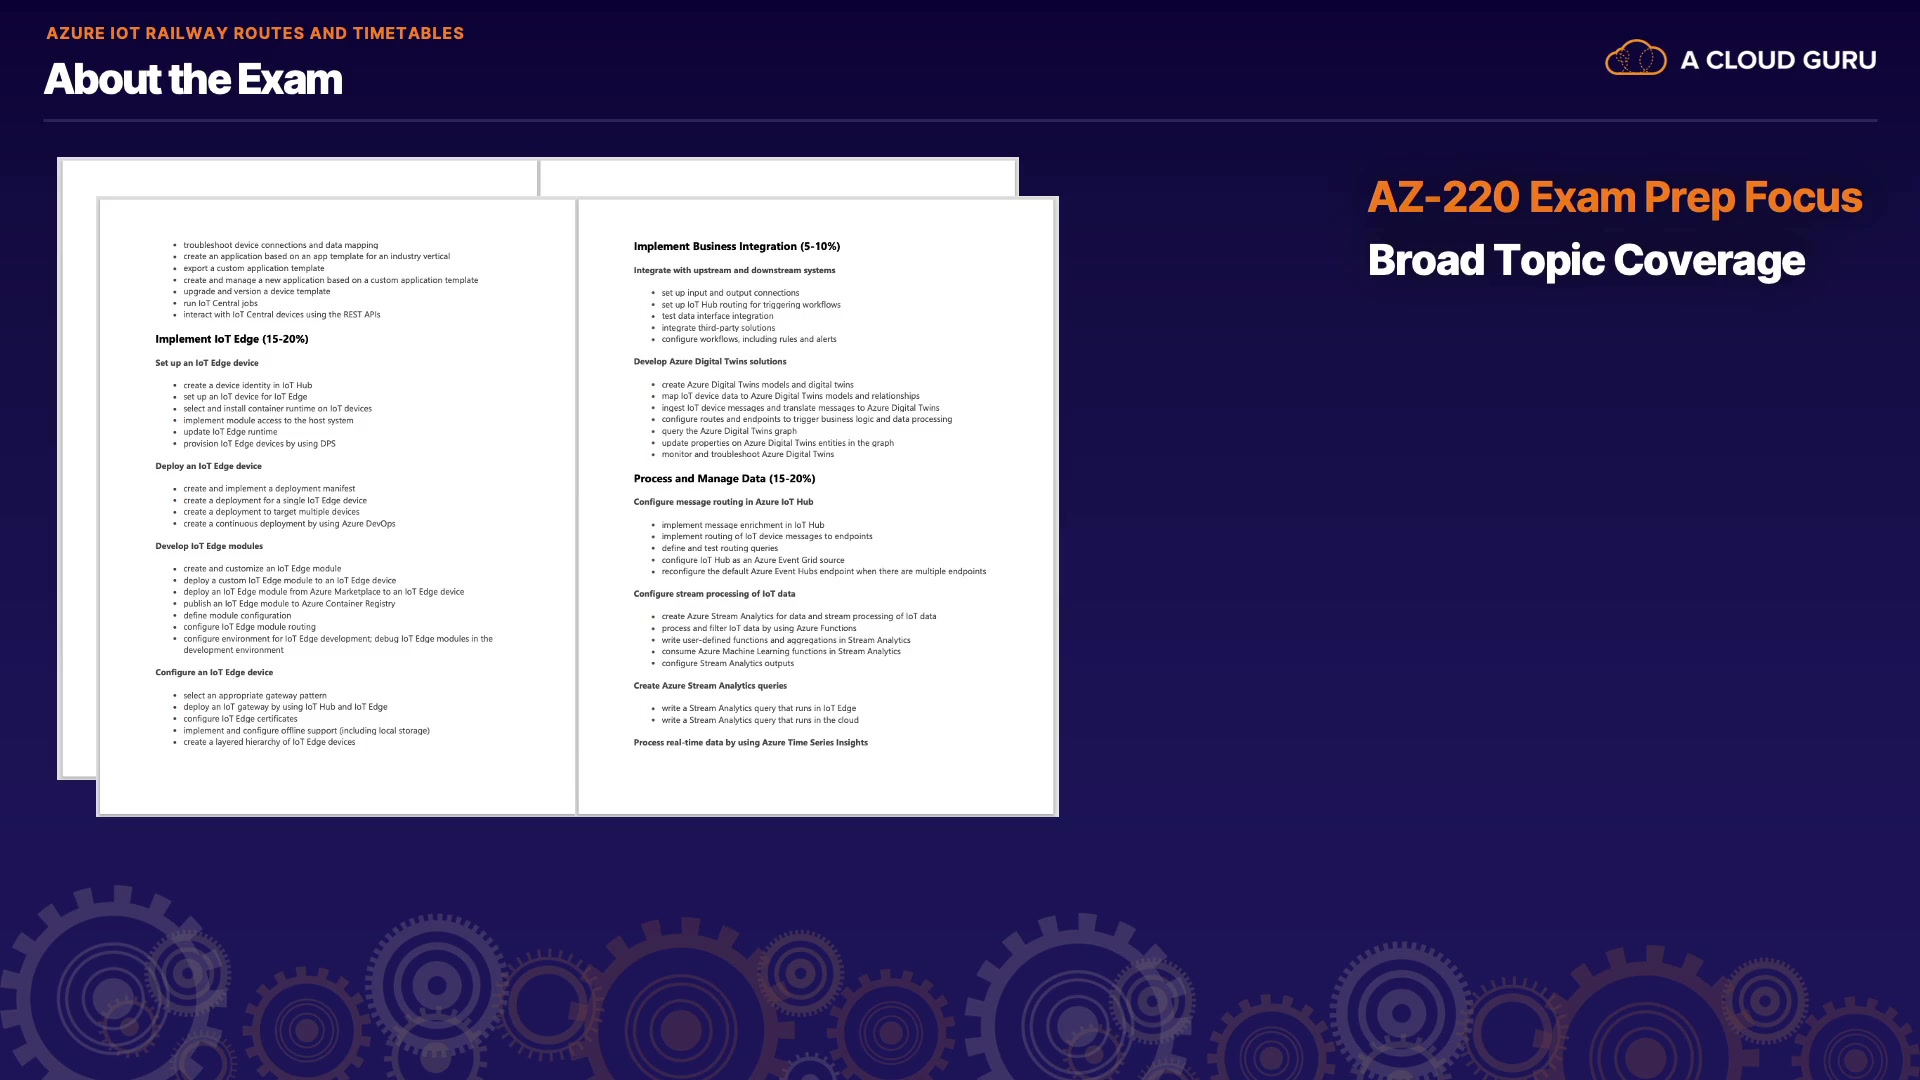 AZURE IOT RAILWAY ROUTES AND TIMETABLES
About the Exam
A CLOUD GURU
AZ-220 Exam Prep Focus
Broad Topic Coverage
• troubleshoot device connections and data mapping
• create an application based on an app template for an industry vertical
• export a custom application template
• create and manage a new application based on a custom application template
• upgrade and version a device template
• run IoT Central jobs
• interact with IoT Central devices using the REST APIs
Implement IoT Edge (15-20%)
Set up an IoT Edge device
• create a device identity in IoT Hub
• set up an IoT device for IoT Edge
• select and install container runtime on IoT devices
• implement module access to the host system
• update IoT Edge runtime
• provision IoT Edge devices by using DPS
Deploy an IoT Edge device
• create and implement a deployment manifest
• create a deployment for a single IoT Edge device
• create a deployment to target multiple devices
• create a continuous deployment by using Azure DevOps
Develop IoT Edge modules
• create and customize an IoT Edge module
• deploy a custom IoT Edge module to an IoT Edge device
• deploy an IoT Edge module from Azure Marketplace to an IoT Edge device
• publish an IoT Edge module to Azure Container Registry
• define module configuration
• configure IoT Edge module routing
• configure environment for IoT Edge development; debug IoT Edge modules in the
development environment
Configure an IoT Edge device
• select an appropriate gateway pattern
• deploy an IoT gateway by using IoT Hub and IoT Edge
• configure IoT Edge certificates
• implement and configure offline support (including local storage)
• create a layered hierarchy of IoT Edge devices
Implement Business Integration (5-10%)
Integrate with upstream and downstream systems
• set up input and output connections
• set up IoT Hub routing for triggering workflows
• test data interface integration
• integrate third-party solutions
• configure workflows, including rules and alerts
Develop Azure Digital Twins solutions
• create Azure Digital Twins models and digital twins
• map IoT device data to Azure Digital Twins models and relationships
• ingest IoT device messages and translate messages to Azure Digital Twins
• configure routes and endpoints to trigger business logic and data processing
• query the Azure Digital Twins graph
• update properties on Azure Digital Twins entities in the graph
• monitor and troubleshoot Azure Digital Twins
Process and Manage Data (15-20%)
Configure message routing in Azure IoT Hub
• implement message enrichment in IoT Hub
• implement routing of IoT device messages to endpoints
• define and test routing queries
• configure IoT Hub as an Azure Event Grid source
• reconfigure the default Azure Event Hubs endpoint when there are multiple endpoints
Configure stream processing of IoT data
• create Azure Stream Analytics for data and stream processing of IoT data
• process and filter IoT data by using Azure Functions
• write user-defined functions and aggregations in Stream Analytics
• consume Azure Machine Learning functions in Stream Analytics
• configure Stream Analytics outputs
Create Azure Stream Analytics queries
• write a Stream Analytics query that runs in IoT Edge
• write a Stream Analytics query that runs in the cloud
Process real-time data by using Azure Time Series Insights